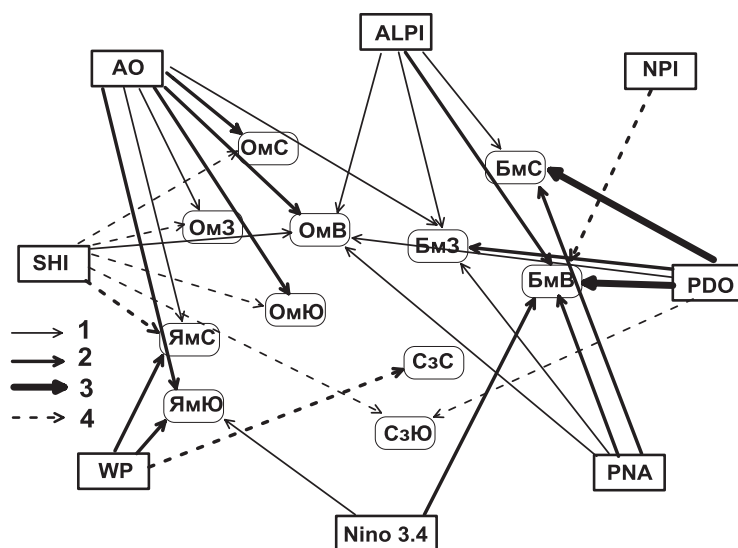 ALPI
AO
NPI
ОмС
БмС
ОмЗ
ОмВ
БмЗ
SHI
БмВ
PDO
ОмЮ
1
ЯмС
2
СзС
3
ЯмЮ
4
СзЮ
WP
PNA
Nino 3.4